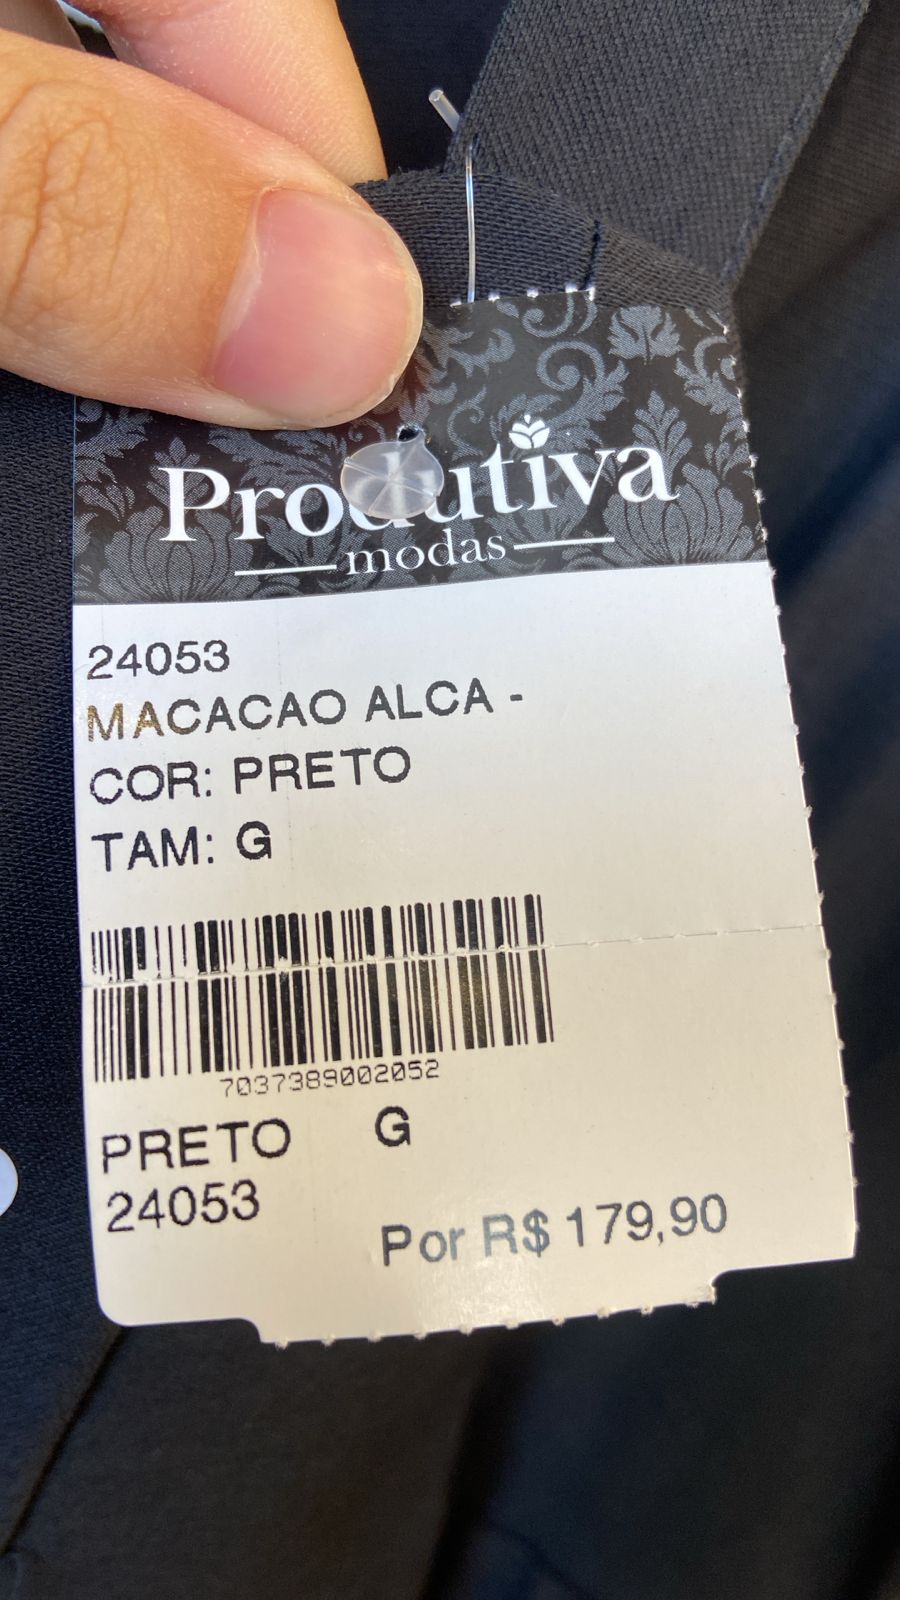 Produtiva
modas
24053
MACACAO ALCA -
COR: PRETO
TAM: G
7037389002052
PRETO G
24053
Por R$ 179,90